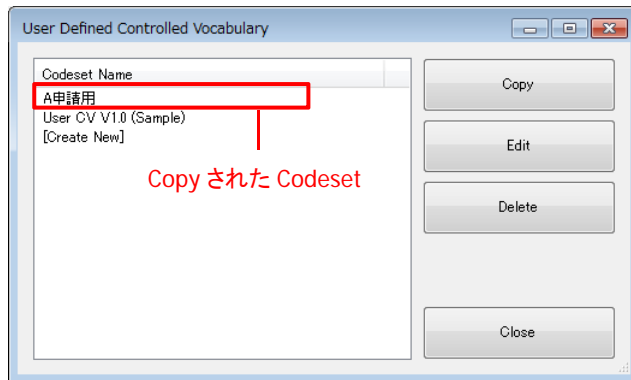 User Defined Controlled Vocabulary
Codeset Name
A申請用
User CV V1.0 (Sample)
[Create New]
Copy された Codeset
Copy
Edit
Delete
Close